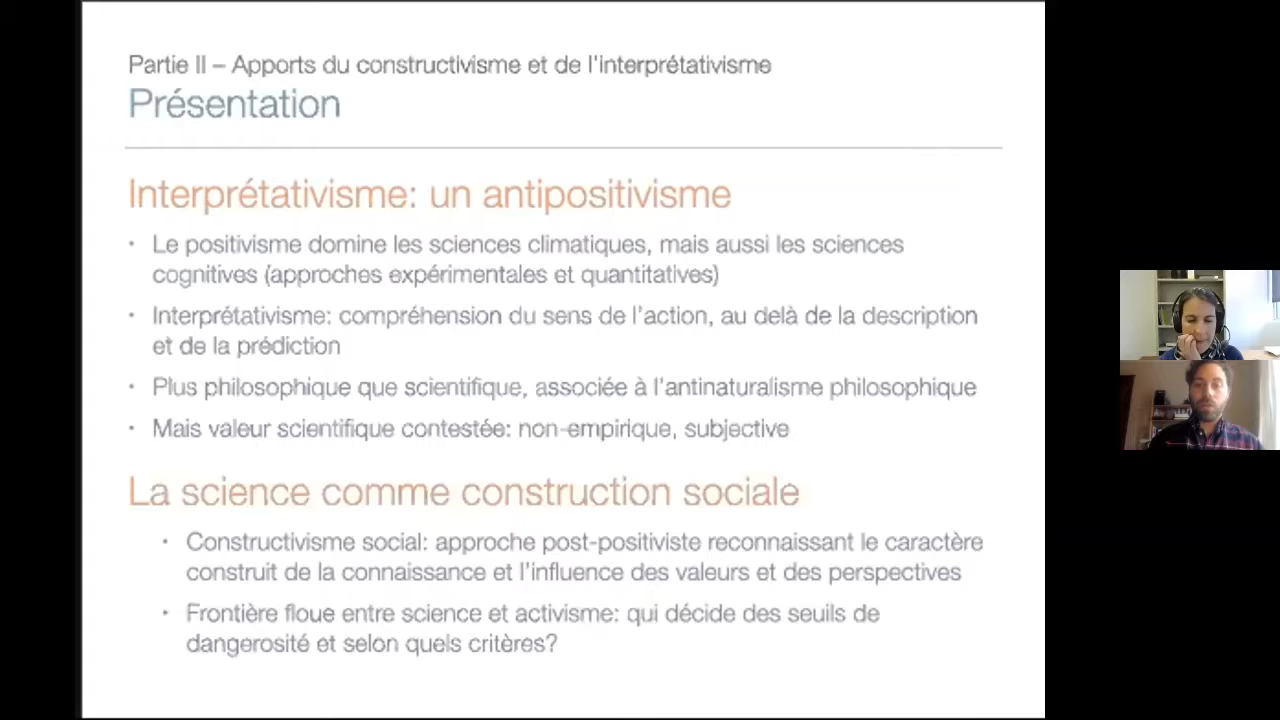 Partie II – Apports du constructivisme et de l'interprétativisme
Présentation
Interprétativisme: un antipositivisme
• Le positivisme domine les sciences climatiques, mais aussi les sciences
cognitives (approches expérimentales et quantitatives)
• Interprétativisme: compréhension du sens de l'action, au delà de la description
et de la prédiction
• Plus philosophique que scientifique, associée à l'antinaturalisme philosophique
• Mais valeur scientifique contestée: non-empirique, subjective
La science comme construction sociale
• Constructivisme social: approche post-positiviste reconnaissant le caractère
construit de la connaissance et l'influence des valeurs et des perspectives
• Frontière floue entre science et activisme: qui décide des seuils de
dangerosité et selon quels critères?